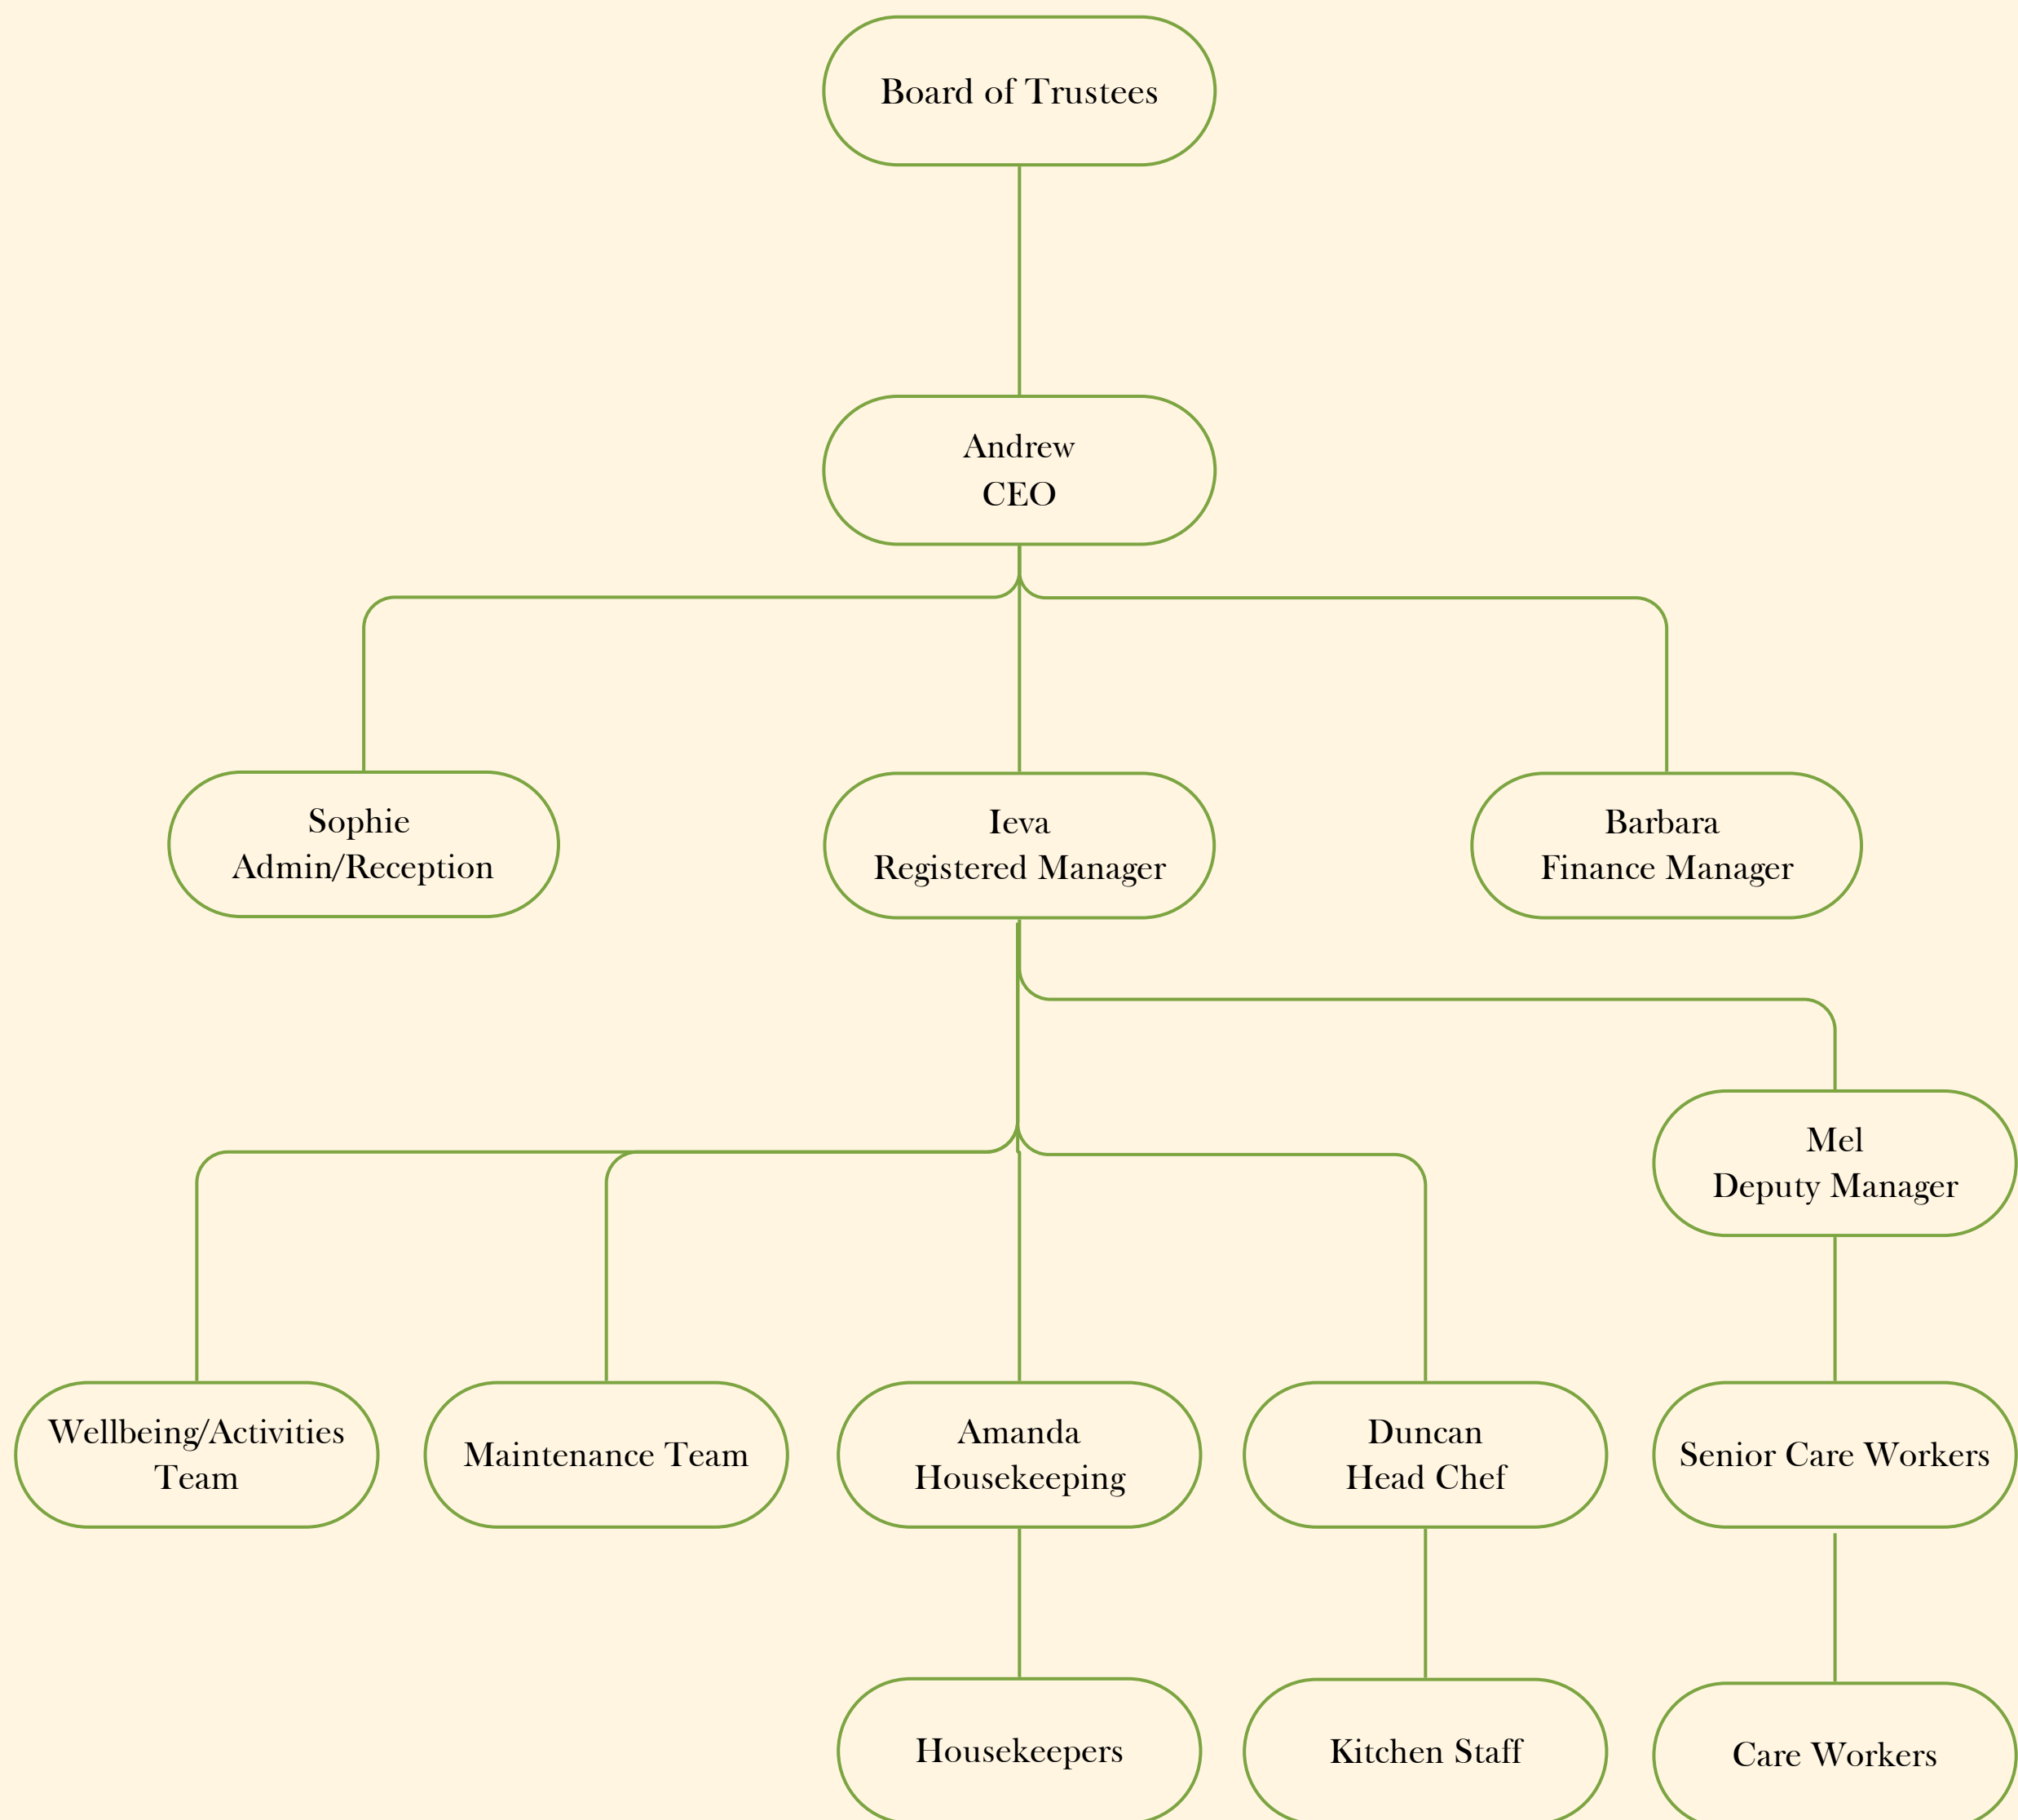 Board of Trustees
Andrew
CEO
Sophie
Admin/Reception
Ieva
Registered Manager
Barbara
Finance Manager
Mel
Deputy Manager
Wellbeing/Activities
Team
Maintenance Team
Amanda
Housekeeping
Duncan
Head Chef
Senior Care Workers
Housekeepers
Kitchen Staff
Care Workers